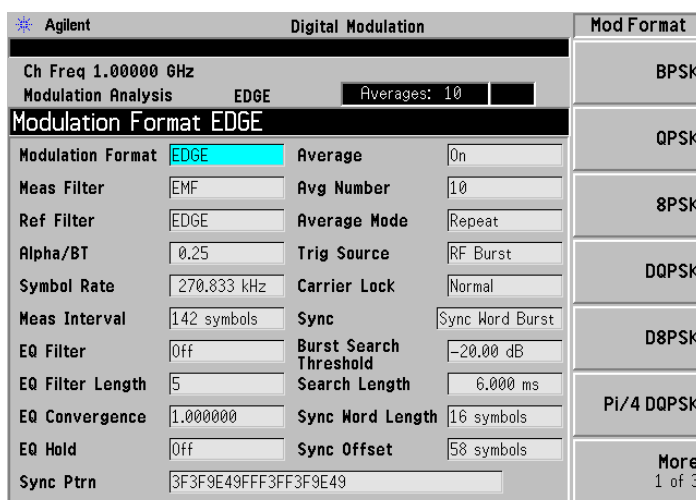 Agilent Digital Modulation Mod Format
Ch Freq 1.00000 GHz
Modulation Analysis EDGE Averages: 10
Modulation Format EDGE
Modulation Format EDGE Average On
Meas Filter EMF Avg Number 10
Ref Filter EDGE Average Mode Repeat
Alpha/BT 0.25 Trig Source RF Burst
Symbol Rate 270.833 kHz Carrier Lock Normal
Meas Interval 142 symbols Sync Sync Word Burst
EQ Filter Off Burst Search Threshold -20.00 dB
EQ Filter Length 5 Search Length 6.000 ms
EQ Convergence 1.000000 Sync Word Length 16 symbols
EQ Hold Off Sync Offset 58 symbols
Sync Ptrn 3F3F9E49FFF3FF3F9E49
BPSK
QPSK
8PSK
DQPSK
D8PSK
Pi/4 DQPSK
More
1 of 3